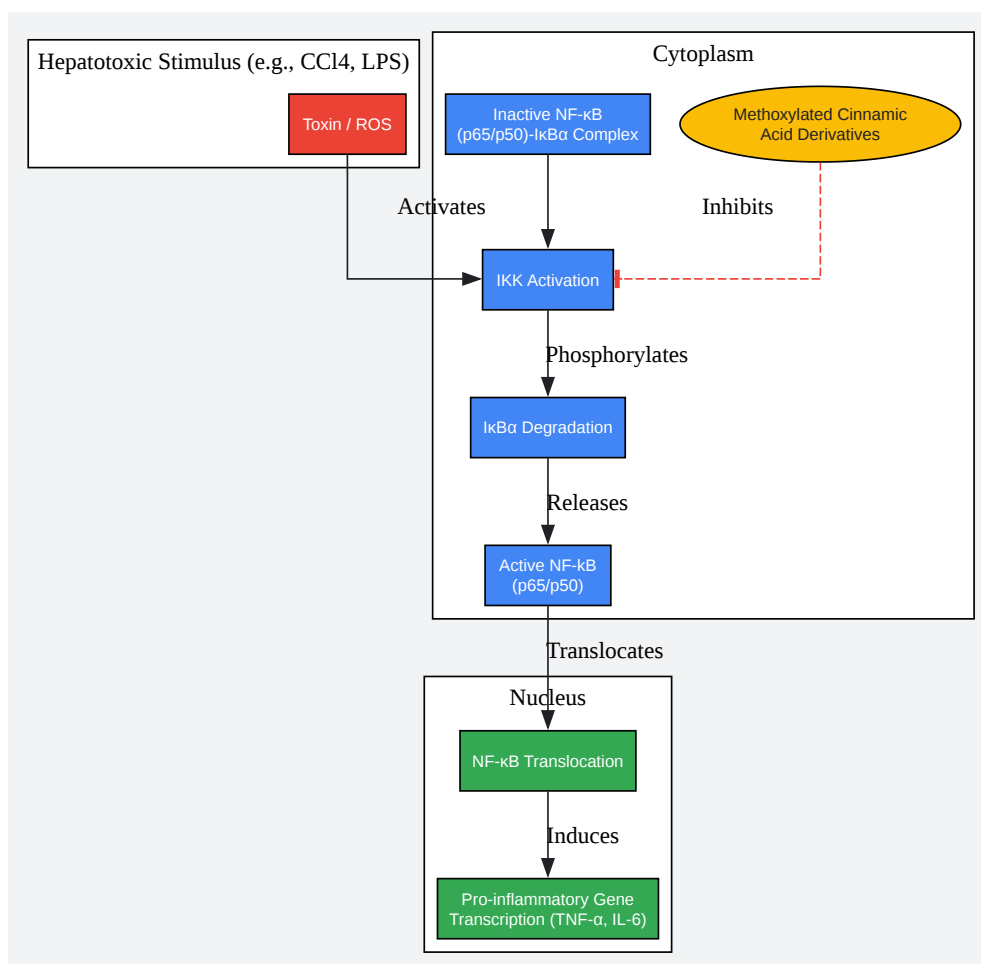 Hepatotoxic Stimulus (e.g., CCl4, LPS)
Toxin / ROS
Cytoplasm
Inactive NF-κB
(p65/p50)-IκBα Complex
Methoxylated Cinnamic
Acid Derivatives
Activates
Inhibits
IKK Activation
Phosphorylates
IκBα Degradation
Releases
Active NF-kB
(p65/p50)
Translocates
Nucleus
NF-κB Translocation
Induces
Pro-inflammatory Gene
Transcription (TNF-α, IL-6)